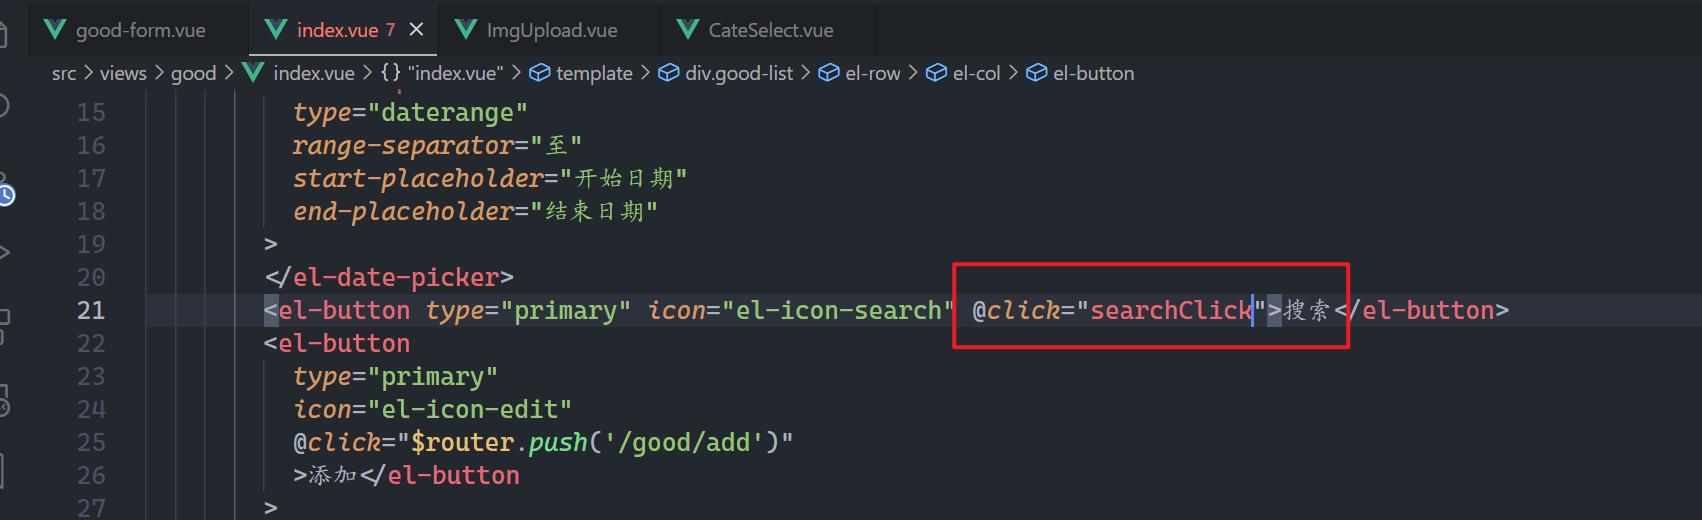 good-form.vue index.vue 7 × ImgUpload.vue CateSelect.vue
src > views > good > index.vue > {} "index.vue" > template > div.good-list > el-row > el-col > el-button
15 type="daterange"
16 range-separator="至"
17 start-placeholder="开始日期"
18 end-placeholder="结束日期"
19 >
20 </el-date-picker>
21 <el-button type="primary" icon="el-icon-search" @click="searchClick">搜索</el-button>
22 <el-button
23 type="primary"
24 icon="el-icon-edit"
25 @click="$router.push('/good/add')"
26 >添加</el-button
27 >